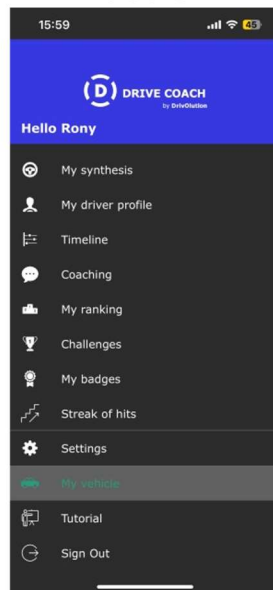 15:59
45
D DRIVE COACH
by DrivOlution
Hello Rony
My synthesis
My driver profile
Timeline
Coaching
My ranking
Challenges
My badges
Streak of hits
Settings
My vehicle
Tutorial
Sign Out